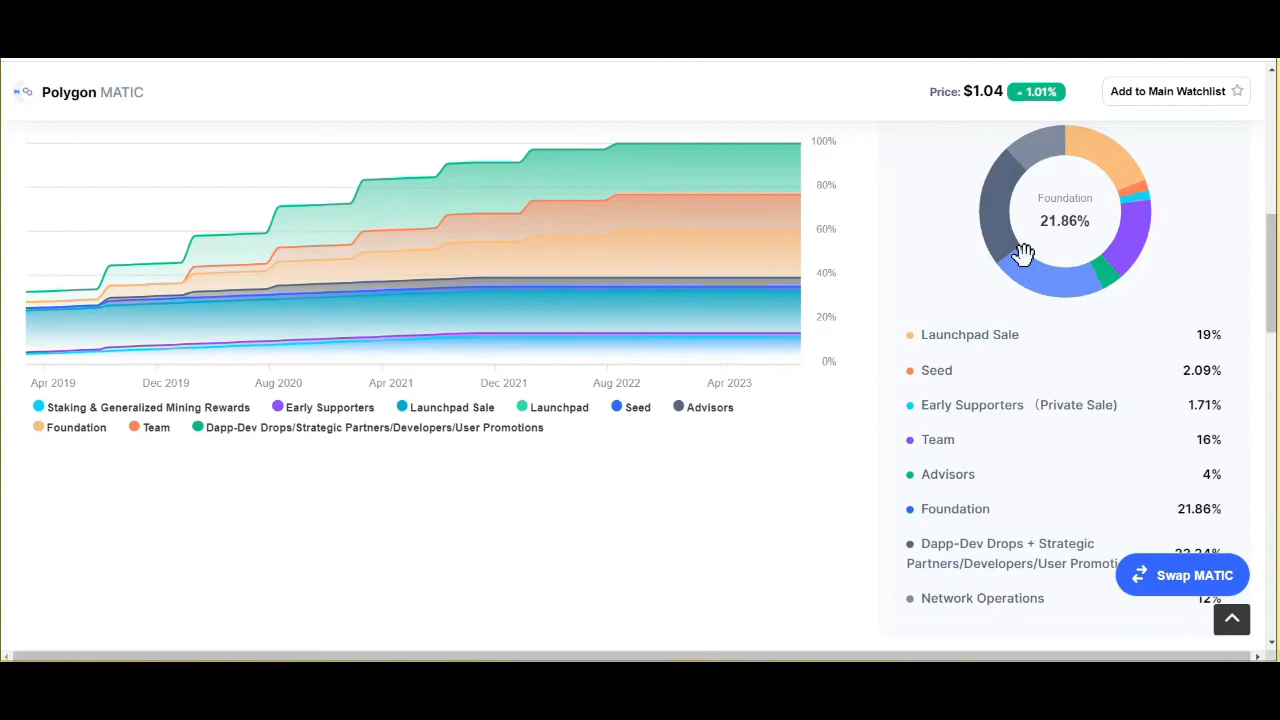 Polygon MATIC
Price: $1.04 1.01%
Add to Main Watchlist
100%
80%
60%
40%
20%
0%
Apr 2019 Dec 2019 Aug 2020 Apr 2021 Dec 2021 Aug 2022 Apr 2023
Staking & Generalized Mining Rewards Early Supporters Launchpad Sale Launchpad Seed Advisors
Foundation Team Dapp-Dev Drops/Strategic Partners/Developers/User Promotions
Foundation
21.86%
Launchpad Sale 19%
Seed 2.09%
Early Supporters （Private Sale) 1.71%
Team 16%
Advisors 4%
Foundation 21.86%
Dapp-Dev Drops + Strategic
Partners/Developers/User Promoti
Swap MATIC
Network Operations 12%